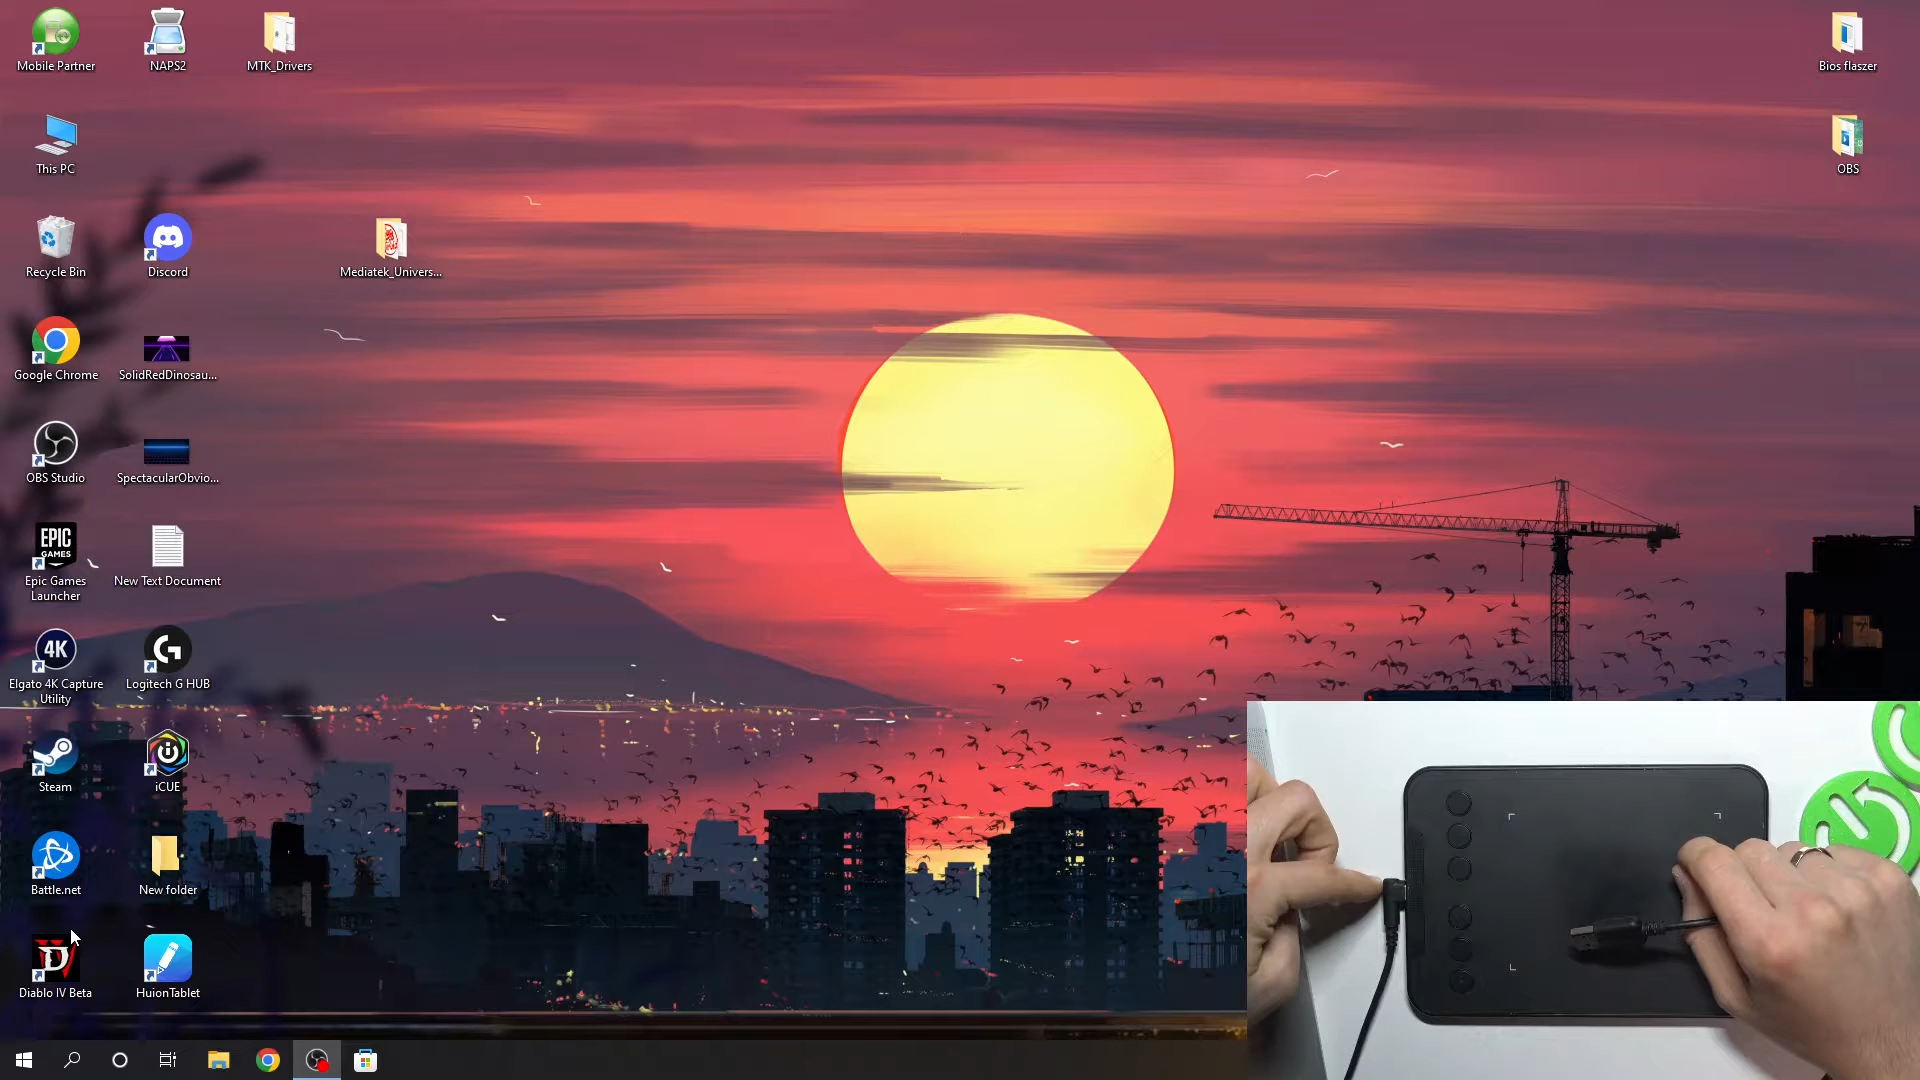 Mobile Partner
NAPS2
MTK_Drivers
Bios flaszer
This PC
OBS
Recycle Bin
Discord
Mediatek_Univers...
Google Chrome
SolidRedDinosau...
OBS Studio
SpectacularObvio...
EPIC
GAMES
Epic Games
Launcher
New Text Document
4K
Elgato 4K Capture
Utility
Logitech G HUB
Steam
iCUE
Battle.net
New folder
Diablo IV Beta
HuionTablet